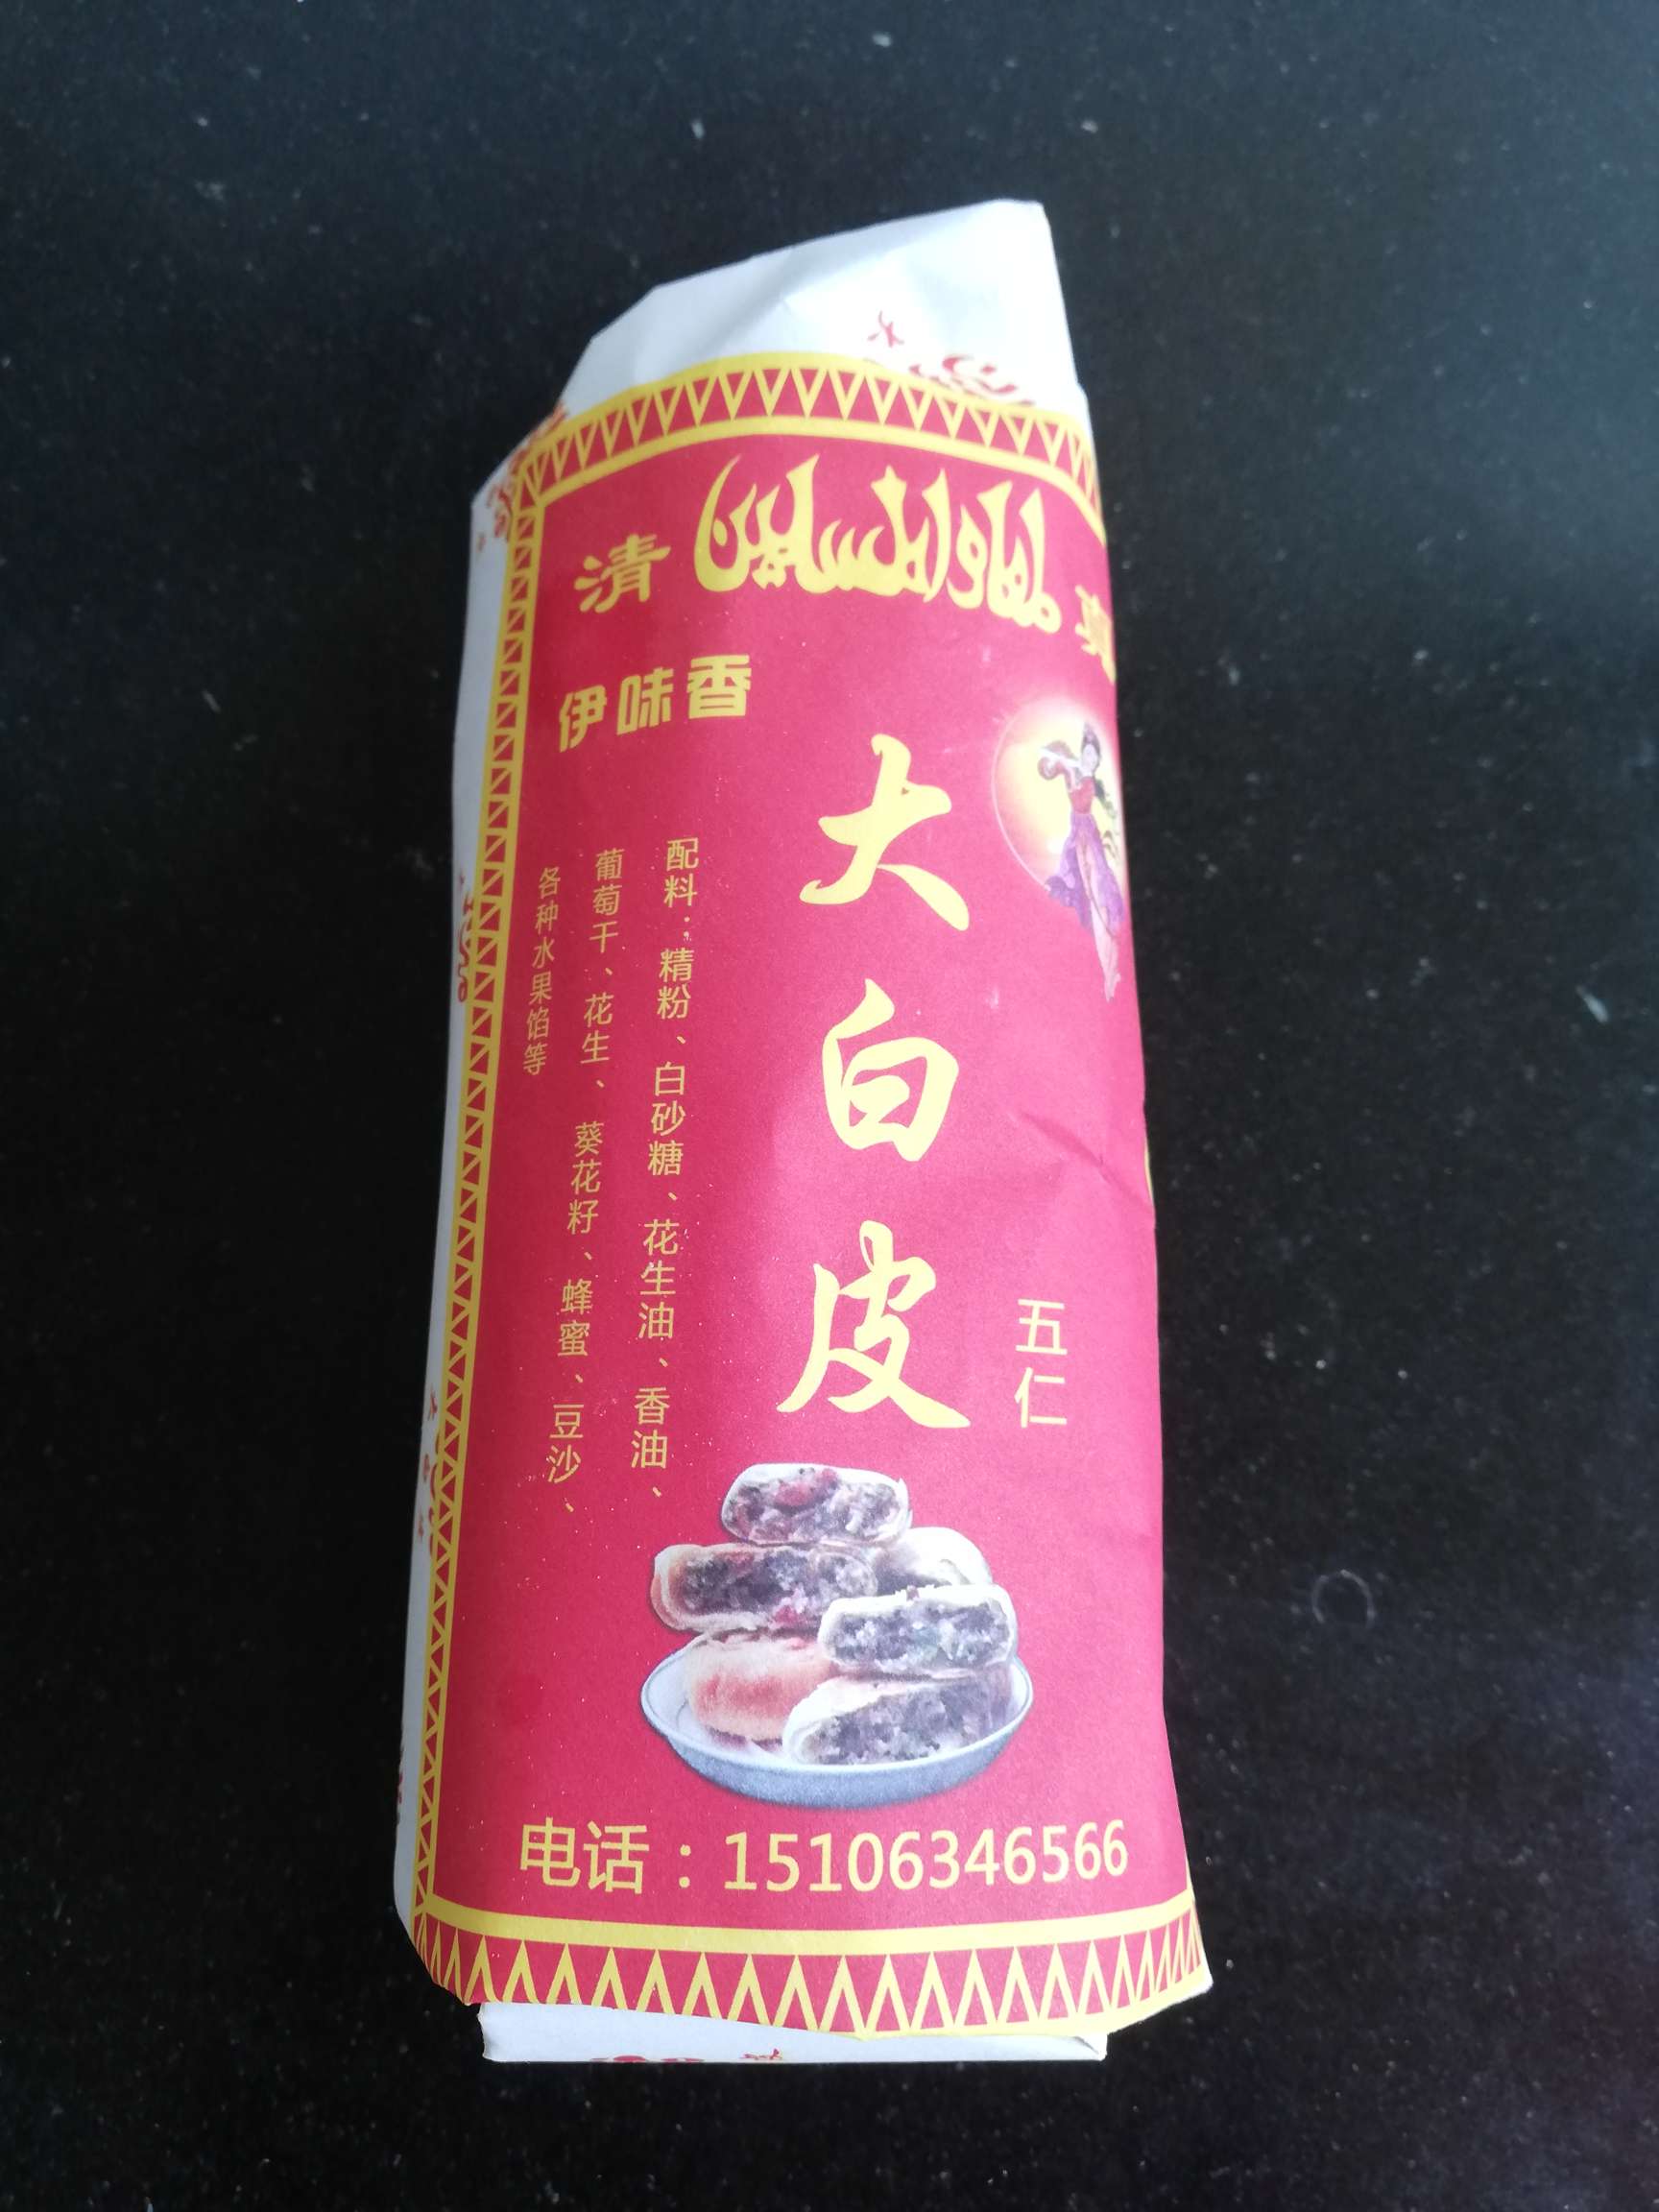 清 真
伊味香
大白皮
五仁
配料：精粉、白砂糖、花生油、香油、
葡萄干、花生、葵花籽、蜂蜜、豆沙、
各种水果馅等
电话：15106346566